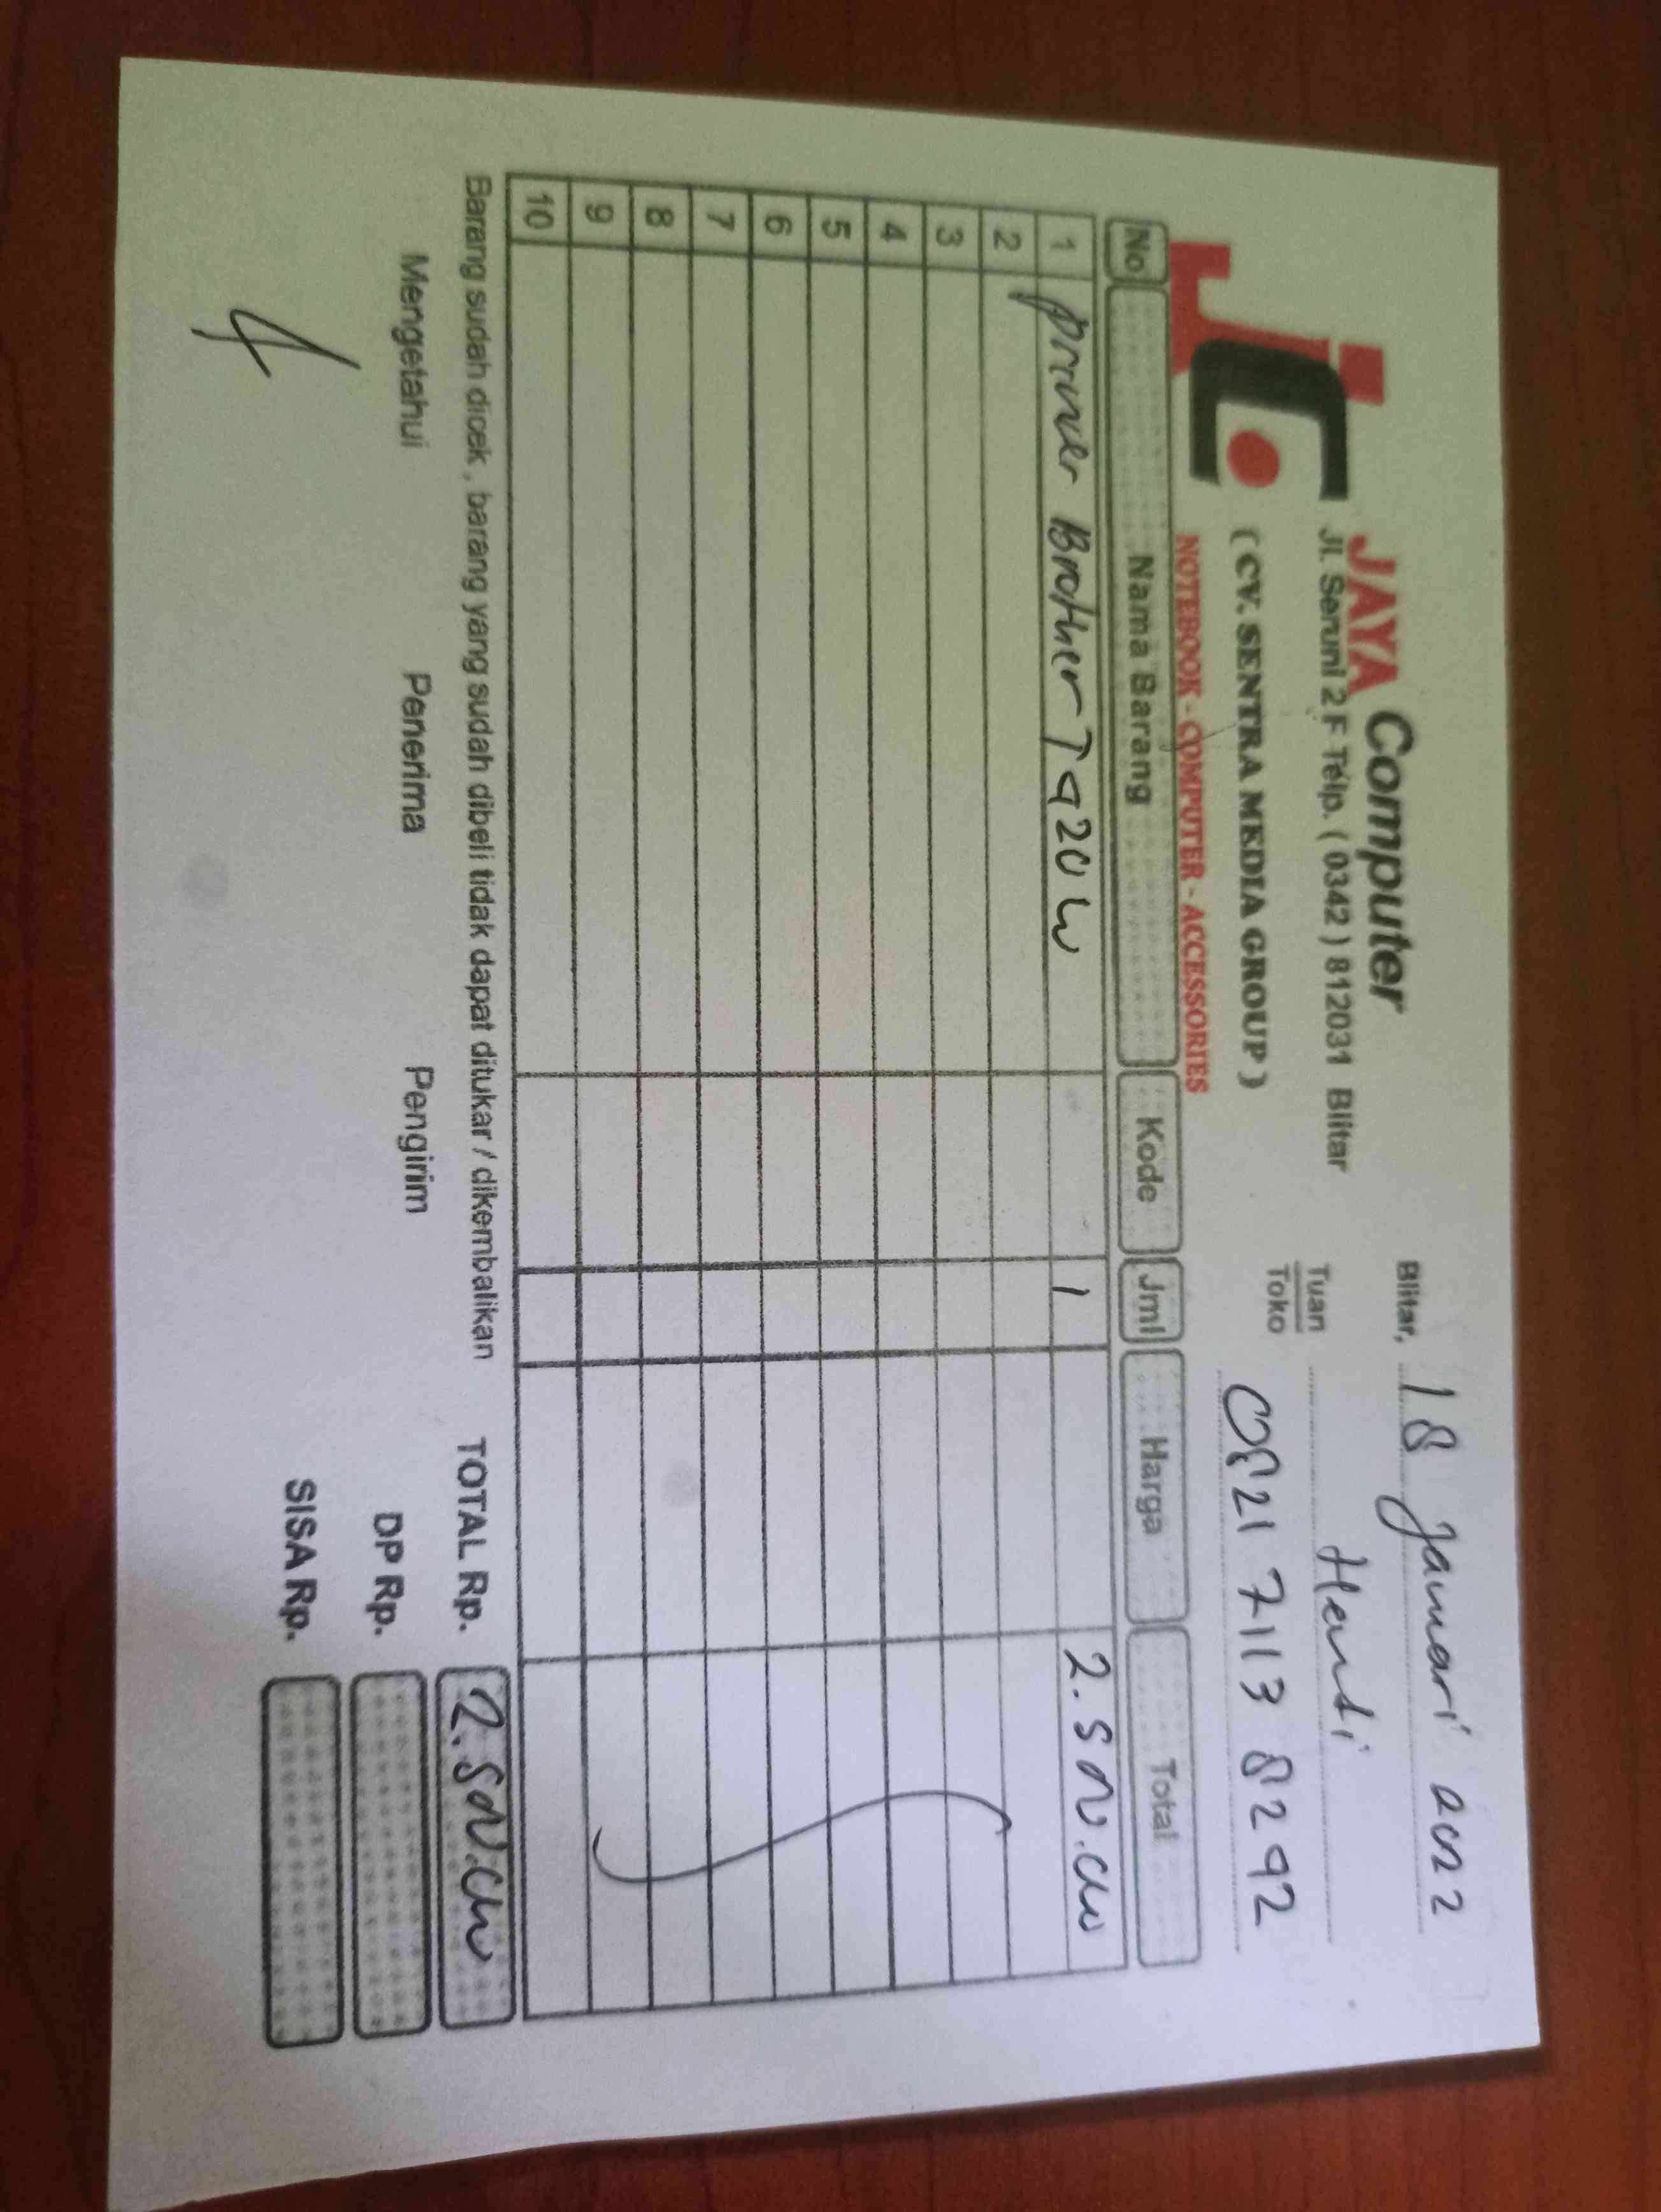 JC
JAYA Computer
Jl. Seruni 2 F Telp. ( 0342 ) 812031 Blitar
( CV. SENTRA MEDIA GROUP )
NOTEBOOK - COMPUTER - ACCESSORIES
Blitar, 18 Januari 2022
Tuan
Toko
Hendi
0821 7113 8292
No Nama Barang Kode Jml Harga Total
1 Printer Brother T920W 1 2.500.000
2
3
4
5
6
7
8
9
10
Barang sudah dicek , barang yang sudah dibeli tidak dapat ditukar / dikembalikan
TOTAL Rp. 2.500.000
Mengetahui Penerima Pengirim
DP Rp.
SISA Rp.